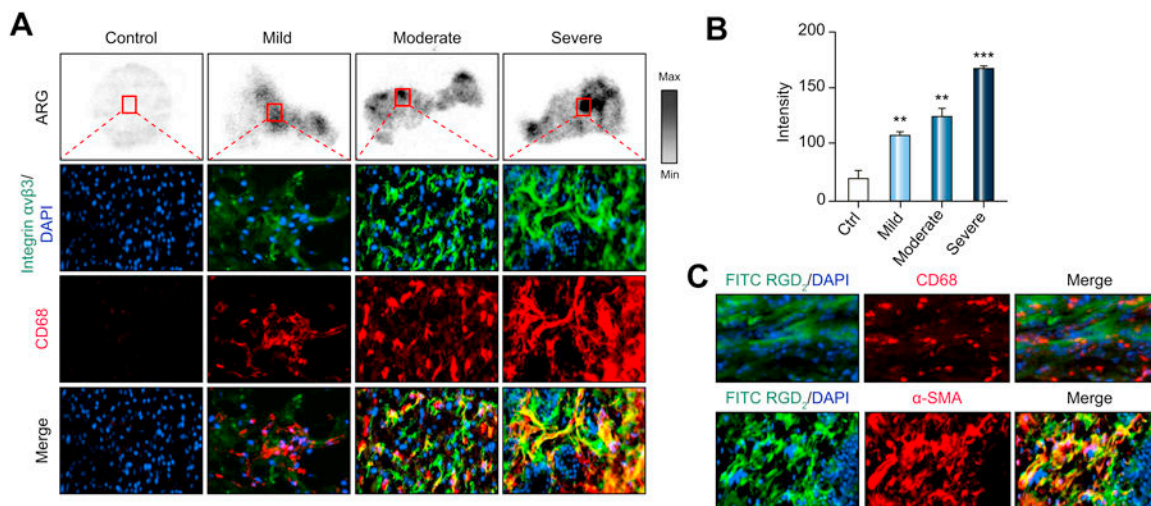 A
Control Mild Moderate Severe
ARG
Max
Min
Integrin αvβ3/
DAPI
CD68
Merge
B
Intensity
200
150
100
50
0
**
**
***
Ctrl
Mild
Moderate
Severe
C
FITC RGD₂/DAPI CD68 Merge
FITC RGD₂/DAPI α-SMA Merge